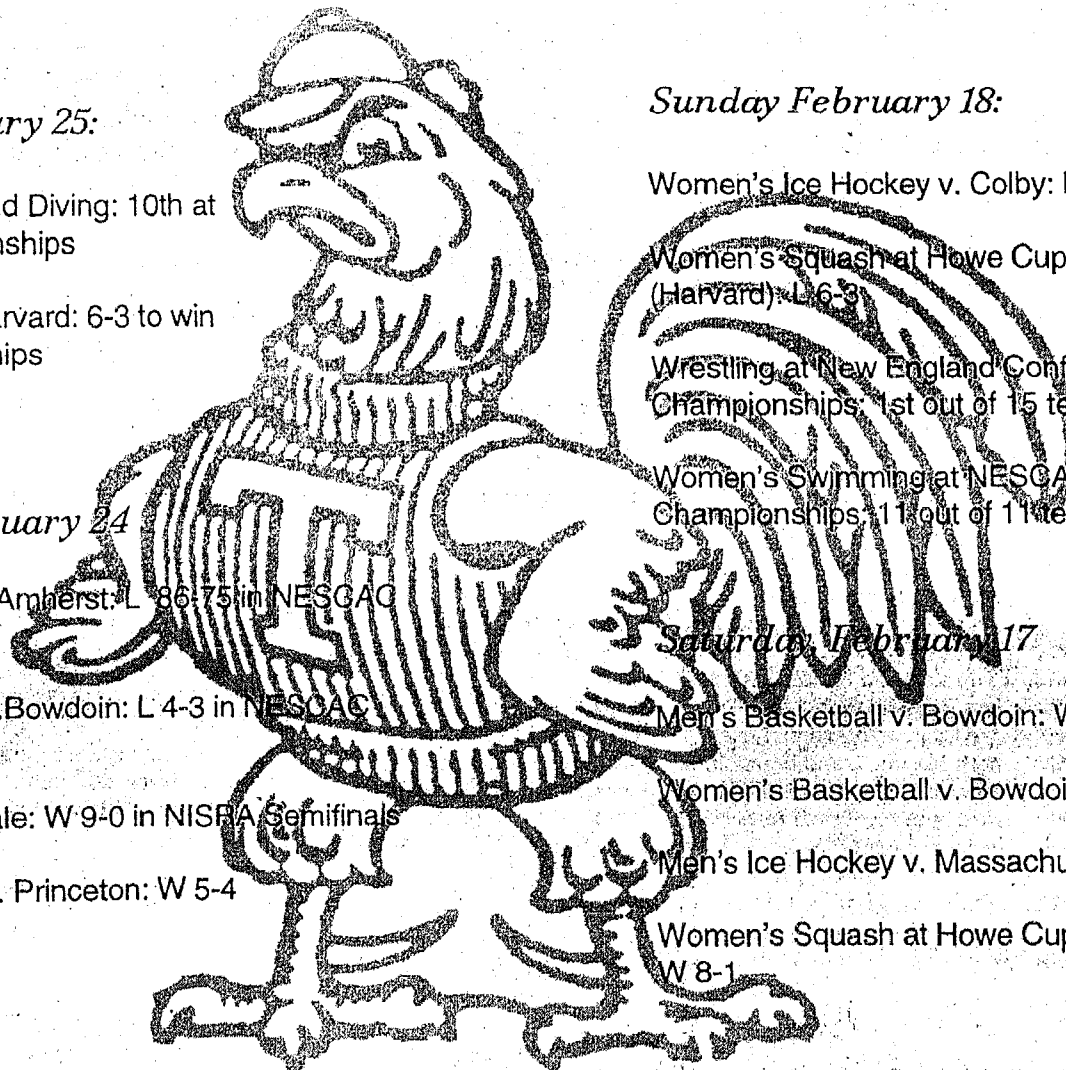 ary 25:
d Diving: 10th at
nships
arvard: 6-3 to win
hips
uary 24
Amherst: L 86-75 in NESCAC
.Bowdoin: L 4-3 in NESCAC
ale: W 9-0 in NISRA Semifinals
. Princeton: W 5-4
T
Sunday February 18:
Women's Ice Hockey v. Colby:
Women's Squash at Howe Cup
(Harvard): L 6-3
Wrestling at New England Conf
Championships: 1st out of 15 te
Women's Swimming at NESCA
Championships: 11 out of 11 te
Saturday, February 17
Men's Basketball v. Bowdoin: W
Women's Basketball v. Bowdoi
Men's Ice Hockey v. Massachu
Women's Squash at Howe Cup
W 8-1